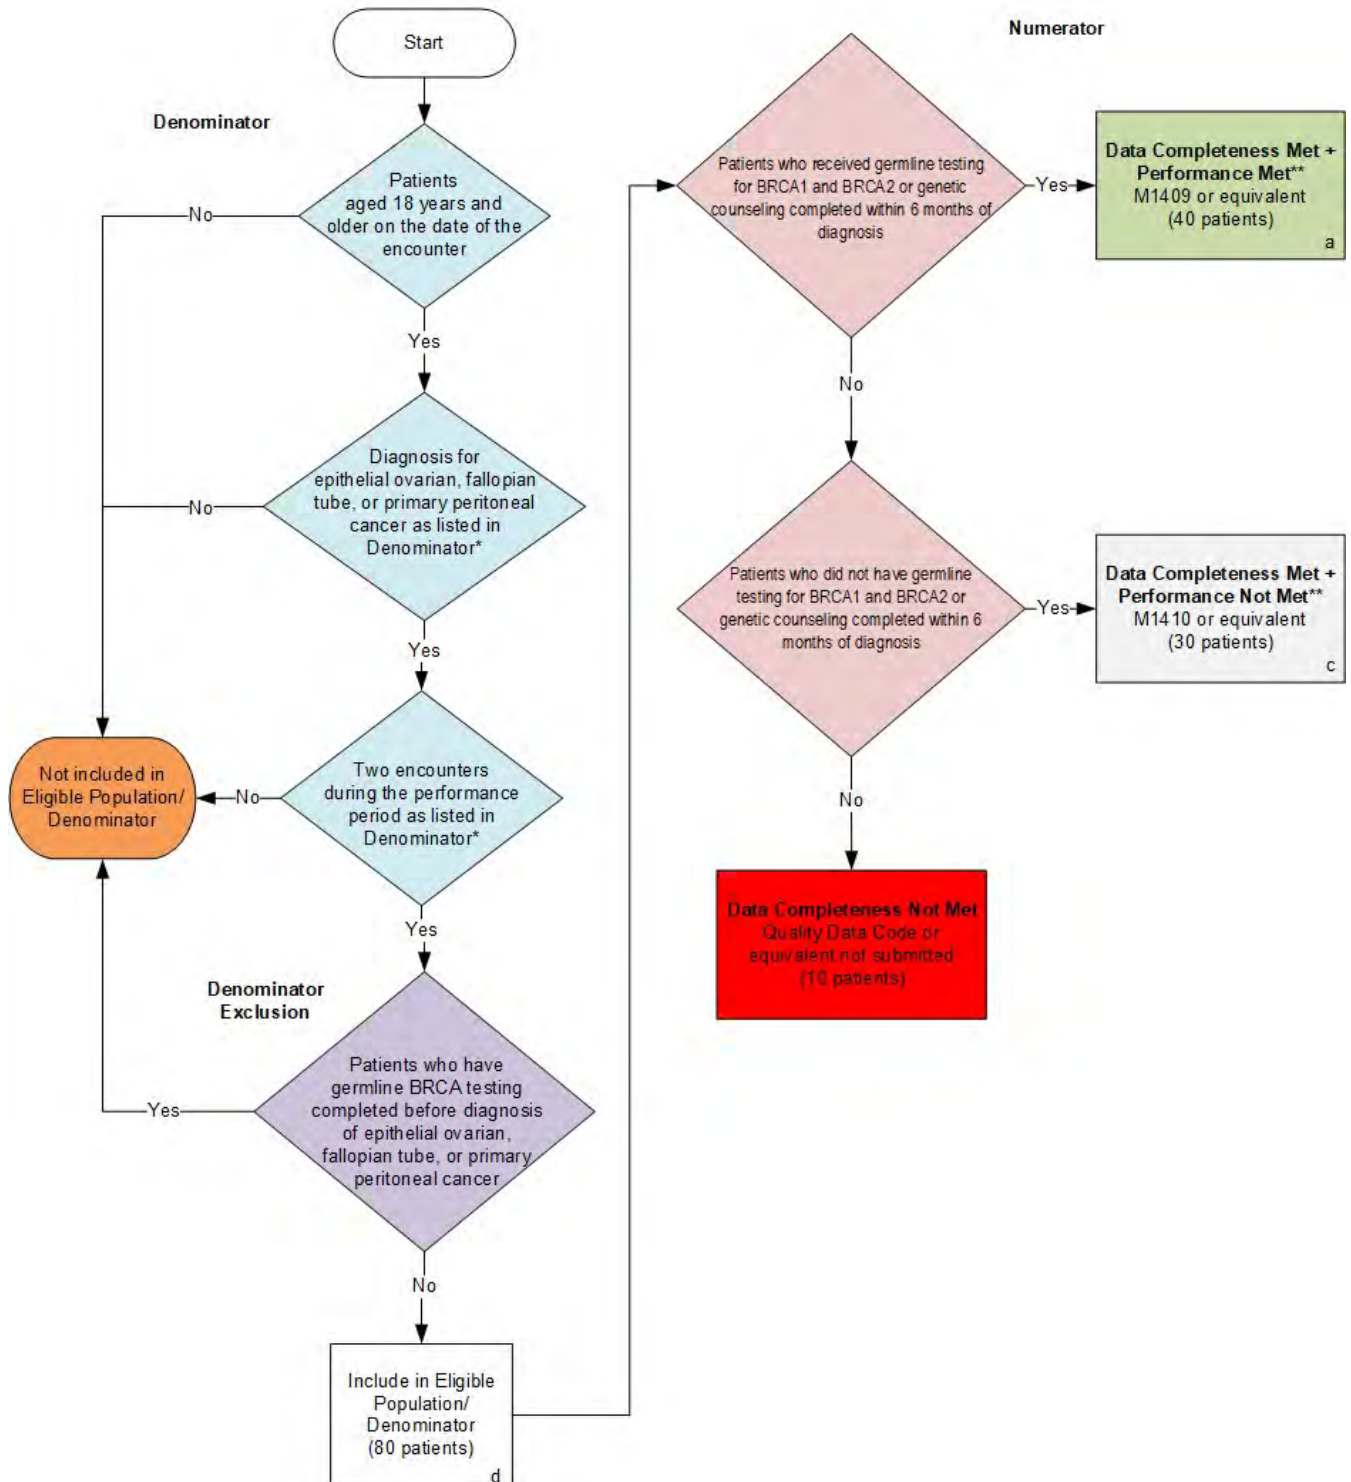 Start
Denominator
Patients
aged 18 years and
older on the date of the
encounter
No
Yes
Diagnosis for
epithelial ovarian, fallopian
tube, or primary peritoneal
cancer as listed in
Denominator*
No
Yes
Two encounters
during the performance
period as listed in
Denominator*
No
Not included in
Eligible Population/
Denominator
Yes
Denominator
Exclusion
Patients who have
germline BRCA testing
completed before diagnosis
of epithelial ovarian,
fallopian tube, or primary
peritoneal cancer
Yes
No
Include in Eligible
Population/
Denominator
(80 patients)
d
Numerator
Patients who received germline testing
for BRCA1 and BRCA2 or genetic
counseling completed within 6 months of
diagnosis
Yes
Data Completeness Met +
Performance Met**
M1409 or equivalent
(40 patients)
a
No
Patients who did not have germline
testing for BRCA1 and BRCA2 or
genetic counseling completed within 6
months of diagnosis
Yes
Data Completeness Met +
Performance Not Met**
M1410 or equivalent
(30 patients)
c
No
Data Completeness Not Met
Quality Data Code or
equivalent not submitted
(10 patients)